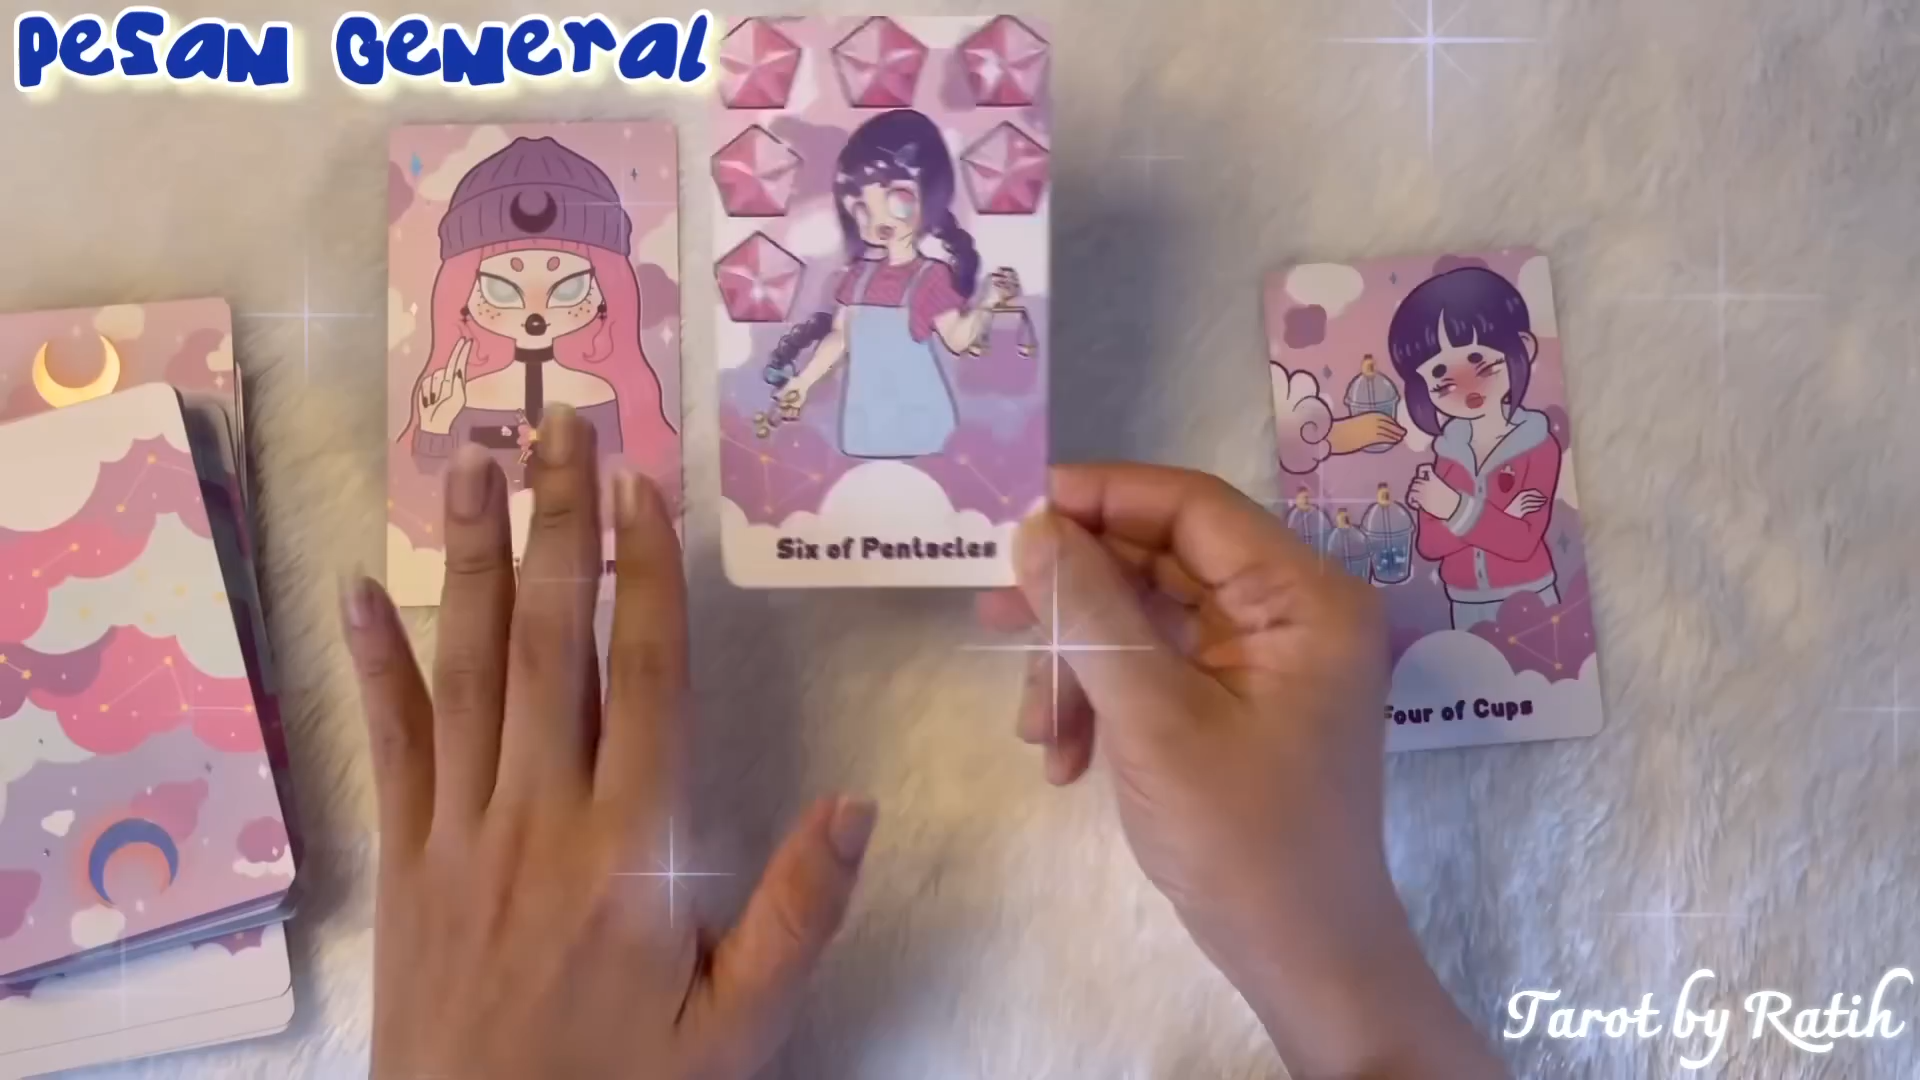 Pesan General
Six of Pentacles
Four of Cups
Tarot by Ratih